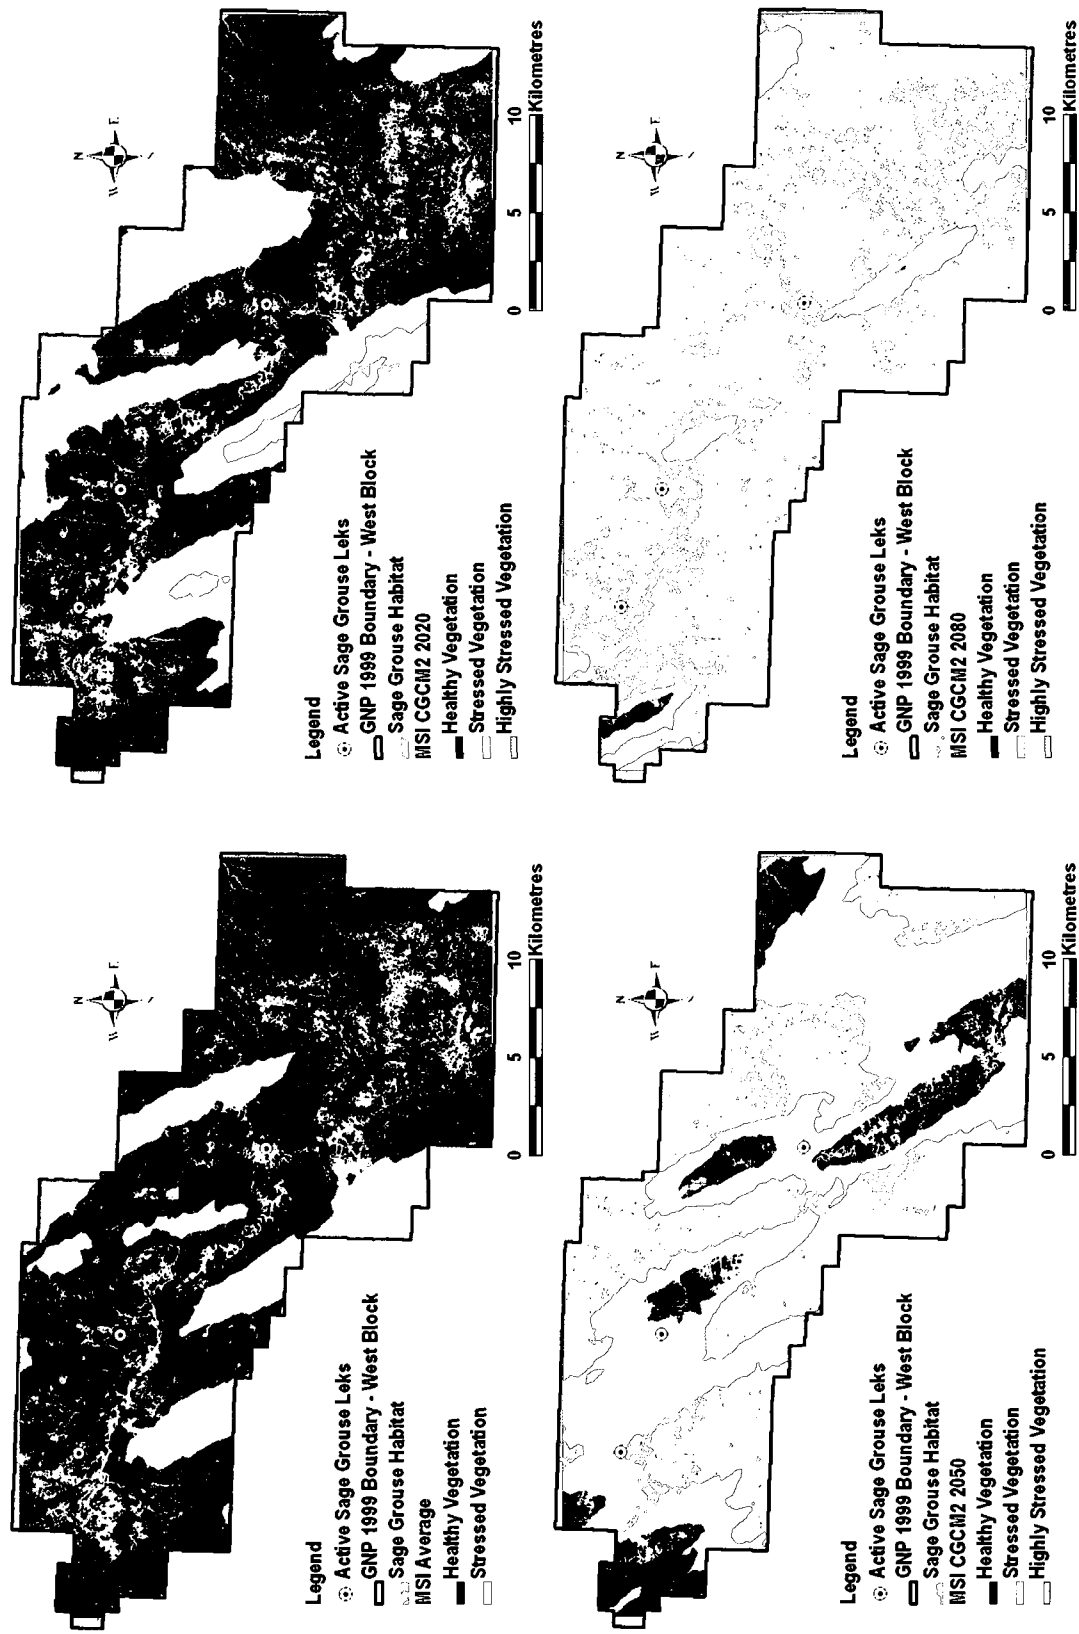 N
W E
Legend
Active Sage Grouse Leks
GNP 1999 Boundary - West Block
Sage Grouse Habitat
MSI Average
Healthy Vegetation
Stressed Vegetation
0 5 10
Kilometres
N
W E
Legend
Active Sage Grouse Leks
GNP 1999 Boundary - West Block
Sage Grouse Habitat
MSI CGCM2 2020
Healthy Vegetation
Stressed Vegetation
Highly Stressed Vegetation
0 5 10
Kilometres
N
W E
Legend
Active Sage Grouse Leks
GNP 1999 Boundary - West Block
Sage Grouse Habitat
MSI CGCM2 2050
Healthy Vegetation
Stressed Vegetation
Highly Stressed Vegetation
0 5 10
Kilometres
N
W E
Legend
Active Sage Grouse Leks
GNP 1999 Boundary - West Block
Sage Grouse Habitat
MSI CGCM2 2080
Healthy Vegetation
Stressed Vegetation
Highly Stressed Vegetation
0 5 10
Kilometres